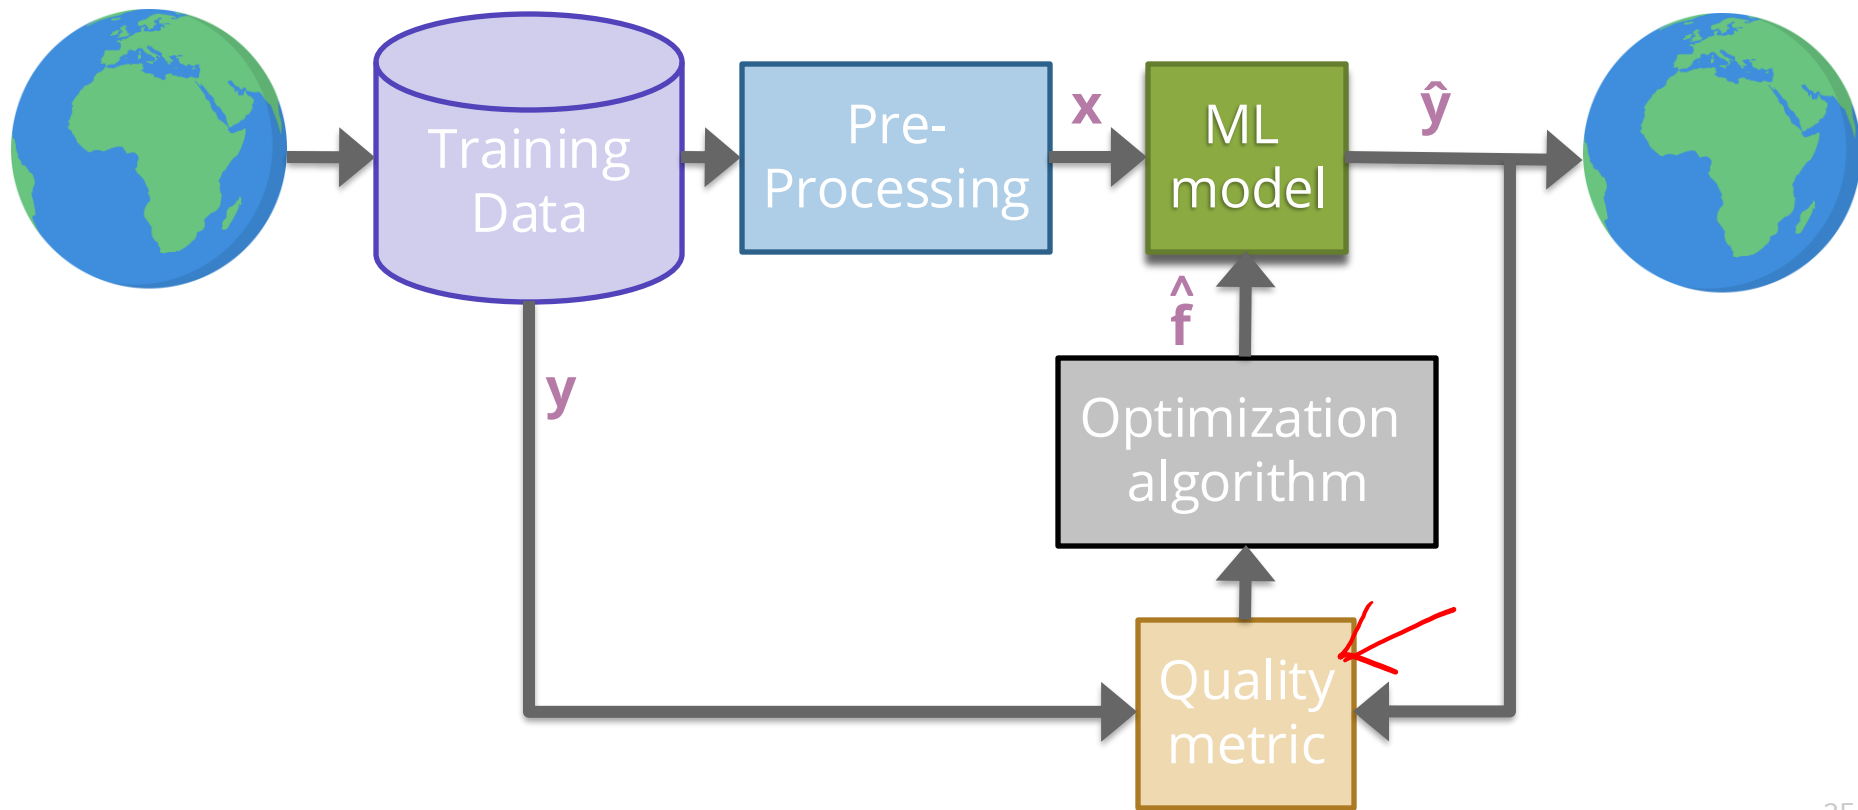 Training
Data
Pre-
Processing
x
ML
model
ŷ
f̂
y
Optimization
algorithm
Quality
metric